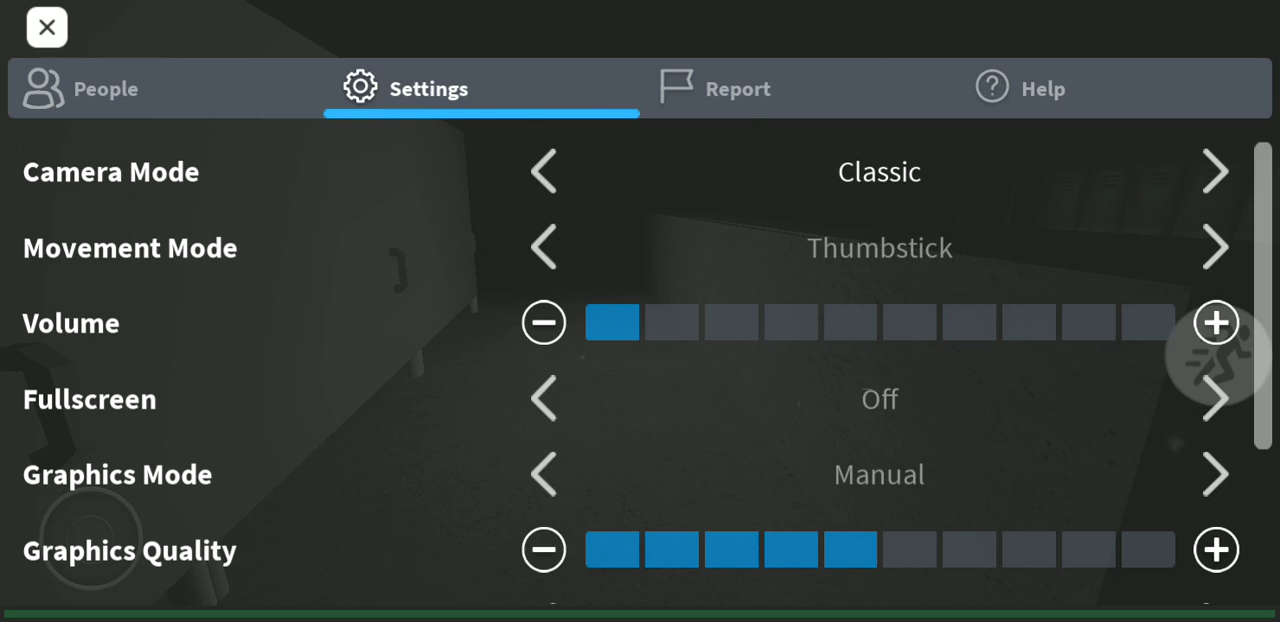 People
Settings
Report
Help
Camera Mode
Classic
Movement Mode
Thumbstick
Volume
Fullscreen
Off
Graphics Mode
Manual
Graphics Quality